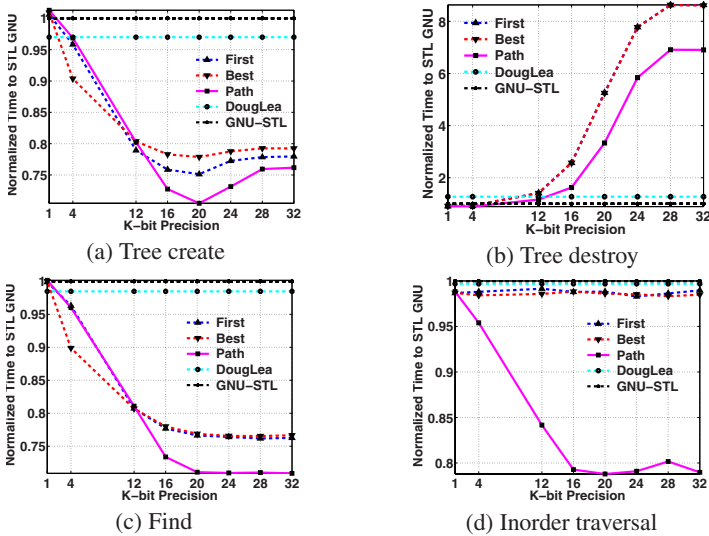 Normalized Time to STL GNU
1
0.95
0.9
0.85
0.8
0.75
First
Best
Path
DougLea
GNU−STL
1 4 12 16 20 24 28 32
K−bit Precision
(a) Tree create
Normalized Time to STL GNU
8
6
4
2
First
Best
Path
DougLea
GNU−STL
1 4 12 16 20 24 28 32
K−bit Precision
(b) Tree destroy
Normalized Time to STL GNU
1
0.95
0.9
0.85
0.8
0.75
First
Best
Path
DougLea
GNU−STL
1 4 12 16 20 24 28 32
K−bit Precision
(c) Find
Normalized Time to STL GNU
1
0.95
0.9
0.85
0.8
First
Best
Path
DougLea
GNU−STL
1 4 12 16 20 24 28 32
K−bit Precision
(d) Inorder traversal